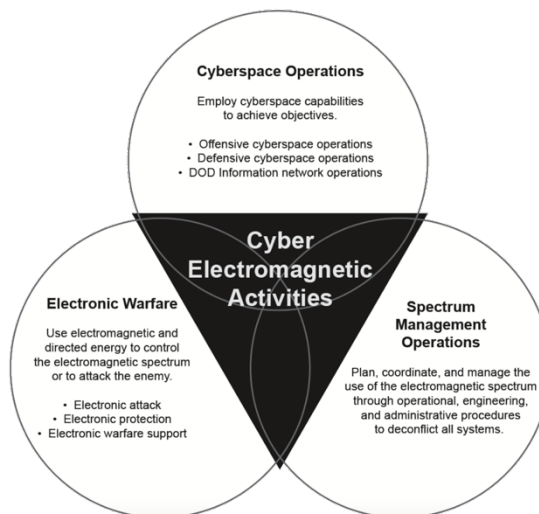 Cyberspace Operations
Employ cyberspace capabilities
to achieve objectives.
• Offensive cyberspace operations
• Defensive cyberspace operations
• DOD Information network operations
Cyber
Electromagnetic
Activities
Electronic Warfare
Use electromagnetic and
directed energy to control
the electromagnetic spectrum
or to attack the enemy.
• Electronic attack
• Electronic protection
• Electronic warfare support
Spectrum
Management
Operations
Plan, coordinate, and manage the
use of the electromagnetic spectrum
through operational, engineering,
and administrative procedures
to deconflict all systems.